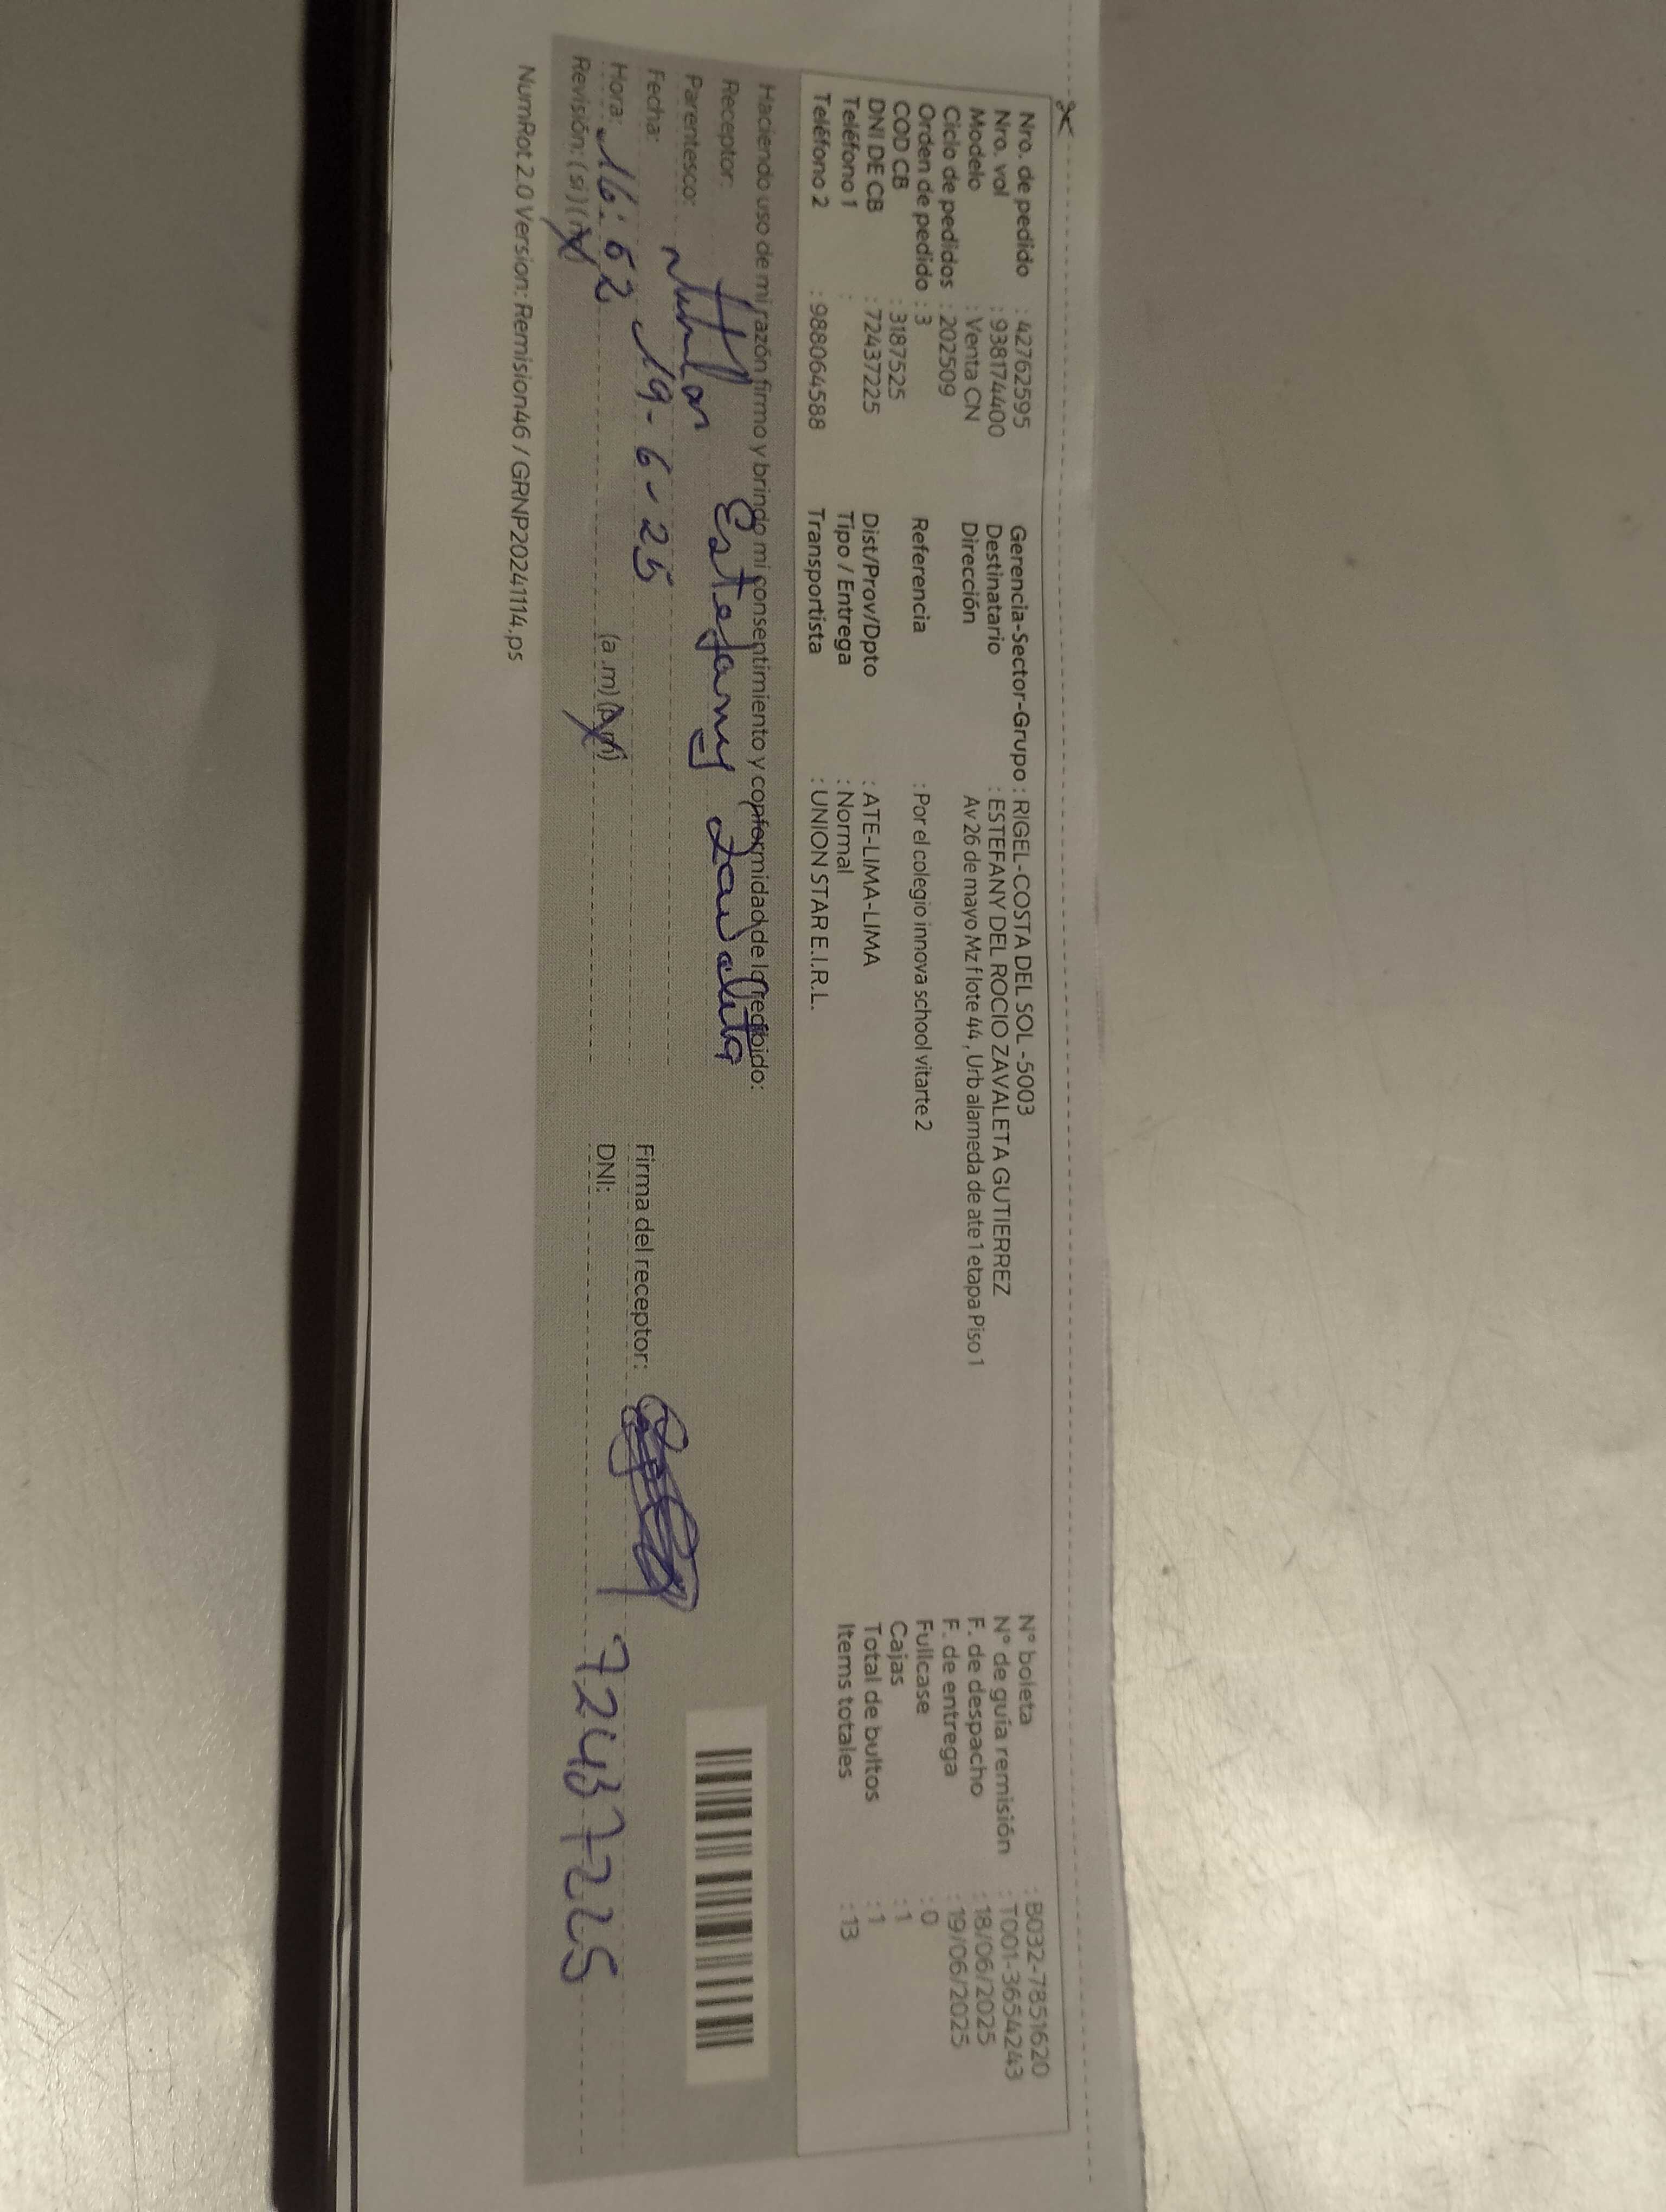 Nro. de pedido : 42762595
Nro. vol : 938174400
Modelo : Venta CN
Ciclo de pedidos : 202509
Orden de pedido : 3
COD CB : 3187525
DNI DE CB : 72437225
Teléfono 1 :
Teléfono 2 : 988064588
Gerencia-Sector-Grupo : RIGEL-COSTA DEL SOL -5003
Destinatario : ESTEFANY DEL ROCIO ZAVALETA GUTIERREZ
Dirección Av 26 de mayo Mz f lote 44 , Urb alameda de ate 1 etapa Piso 1
Referencia : Por el colegio innova school vitarte 2
Dist/Prov/Dpto : ATE-LIMA-LIMA
Tipo / Entrega : Normal
Transportista : UNION STAR E.I.R.L.
N° boleta : B032-7851620
N° de guía remisión : T001-3654243
F. de despacho : 18/06/2025
F. de entrega : 19/06/2025
Fullcase : 0
Cajas : 1
Total de bultos : 1
Items totales : 13
Haciendo uso de mi razón firmo y brindo mi consentimiento y conformidad de lo recibido:
Receptor: Estefany Zavaleta
Parentesco:
Fecha: 19-6-25
Hora: 16:52 (a.m) (p.m)
Revisión: (si) (no)
Firma del receptor:
DNI: 72437225
NumRot 2.0 Version: Remision46 / GRNP20241114.ps